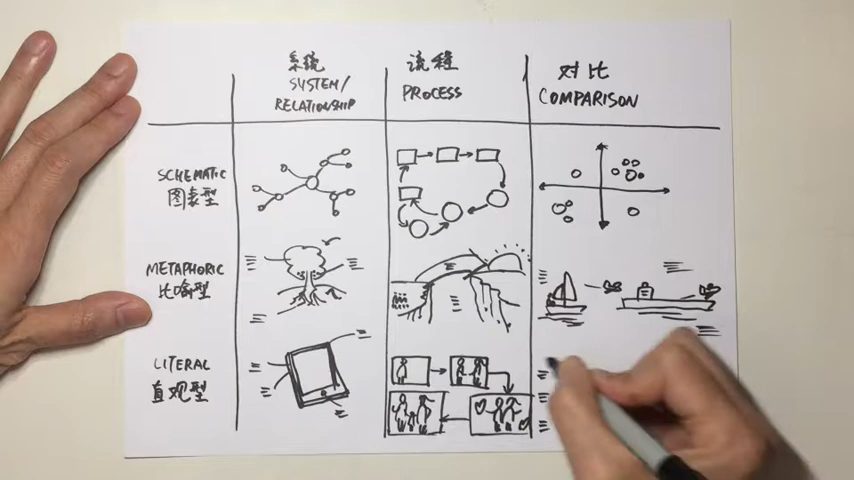 系统
SYSTEM/
RELATIONSHIP
流程
PROCESS
对比
COMPARISON
SCHEMATIC
图表型
METAPHORIC
比喻型
LITERAL
直观型